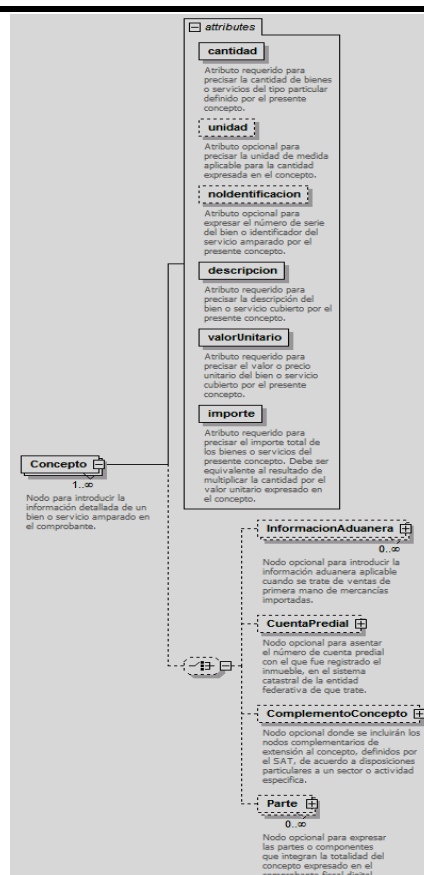 attributes
cantidad
Atributo requerido para
precisar la cantidad de bienes
o servicios del tipo particular
definido por el presente
concepto.
unidad
Atributo opcional para
precisar la unidad de medida
aplicable para la cantidad
expresada en el concepto.
noIdentificacion
Atributo opcional para
expresar el número de serie
del bien o identificador del
servicio amparado por el
presente concepto.
descripcion
Atributo requerido para
precisar la descripción del
bien o servicio cubierto por el
presente concepto.
valorUnitario
Atributo requerido para
precisar el valor o precio
unitario del bien o servicio
cubierto por el presente
concepto.
importe
Atributo requerido para
precisar el importe total de
los bienes o servicios del
presente concepto. Debe ser
equivalente al resultado de
multiplicar la cantidad por el
valor unitario expresado en
el concepto.
Concepto
1..∞
Nodo para introducir la
información detallada de un
bien o servicio amparado en
el comprobante.
InformacionAduanera
0..∞
Nodo opcional para introducir la
información aduanera aplicable
cuando se trate de ventas de
primera mano de mercancías
importadas.
CuentaPredial
Nodo opcional para asentar
el número de cuenta predial
con el que fue registrado el
inmueble, en el sistema
catastral de la entidad
federativa de que trate.
ComplementoConcepto
Nodo opcional donde se incluirán los
nodos complementarios de
extensión al concepto, definidos por
el SAT, de acuerdo a disposiciones
particulares a un sector o actividad
especifica.
Parte
0..∞
Nodo opcional para expresar
las partes o componentes
que integran la totalidad del
concepto expresado en el
comprobante fiscal digital